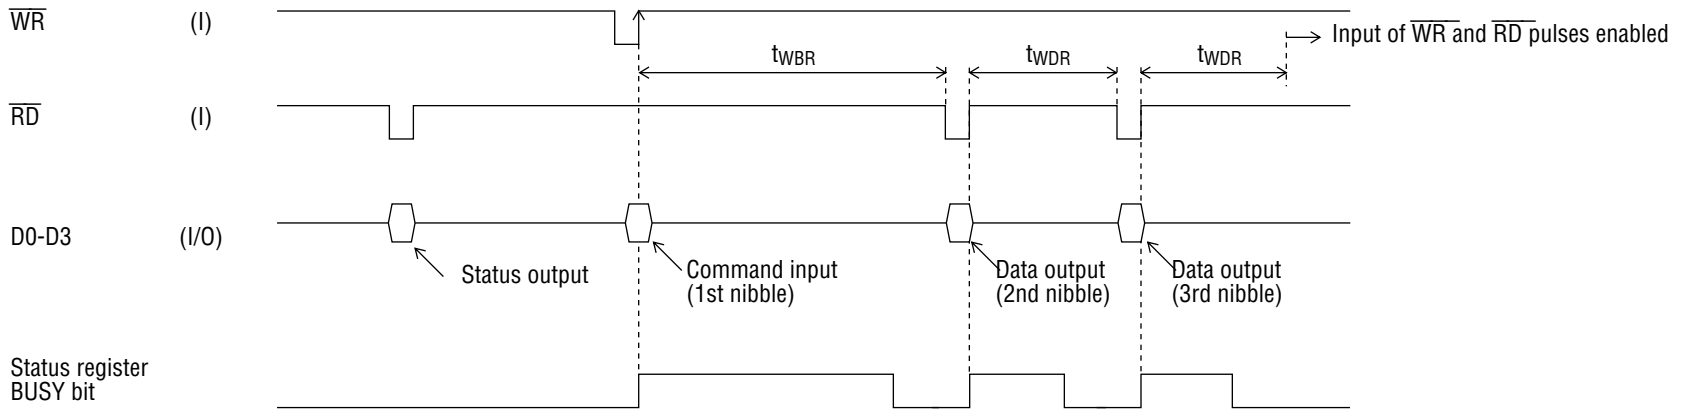 WR (I)
tWBR
tWDR
tWDR
Input of WR and RD pulses enabled
RD (I)
D0-D3 (I/O)
Status output
Command input
(1st nibble)
Data output
(2nd nibble)
Data output
(3rd nibble)
Status register
BUSY bit